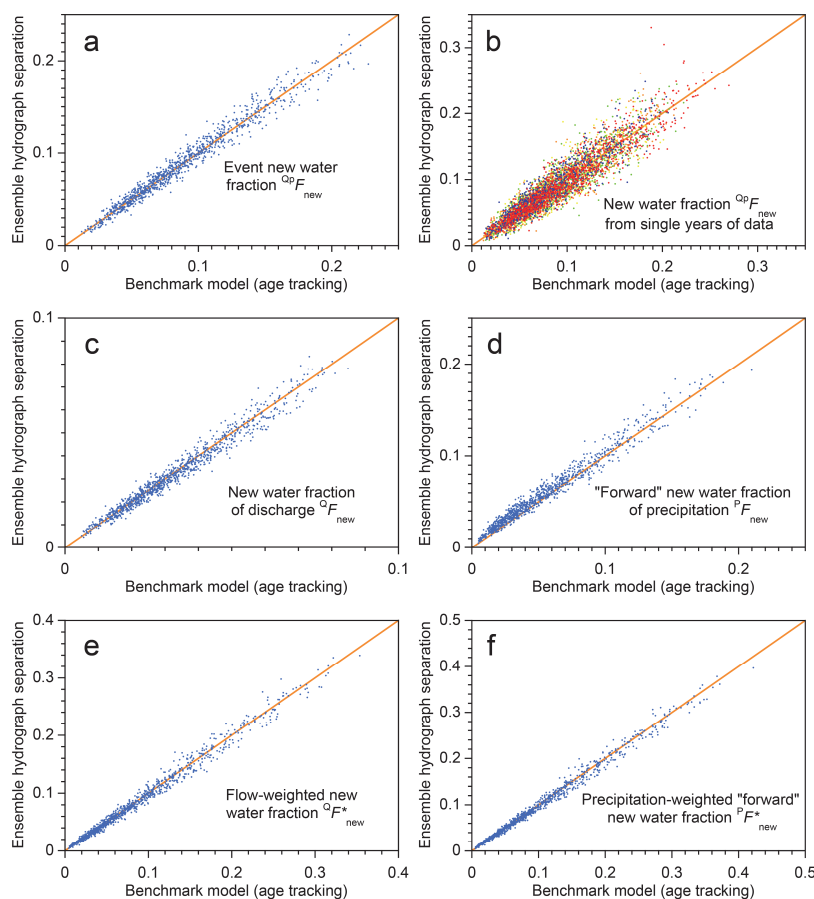 a
Ensemble hydrograph separation
0.2
0.1
0
Event new water
fraction QpFnew
0
0.1
0.2
Benchmark model (age tracking)
b
Ensemble hydrograph separation
0.3
0.2
0.1
0
New water fraction QpFnew
from single years of data
0
0.1
0.2
0.3
Benchmark model (age tracking)
c
Ensemble hydrograph separation
0.1
0
New water fraction
of discharge QFnew
0
0.1
Benchmark model (age tracking)
d
Ensemble hydrograph separation
0.2
0.1
0
"Forward" new water fraction
of precipitation PFnew
0
0.1
0.2
Benchmark model (age tracking)
e
Ensemble hydrograph separation
0.4
0.3
0.2
0.1
0
Flow-weighted new
water fraction QF*new
0
0.1
0.2
0.3
0.4
Benchmark model (age tracking)
f
Ensemble hydrograph separation
0.5
0.4
0.3
0.2
0.1
0
Precipitation-weighted "forward"
new water fraction PF*new
0
0.1
0.2
0.3
0.4
0.5
Benchmark model (age tracking)